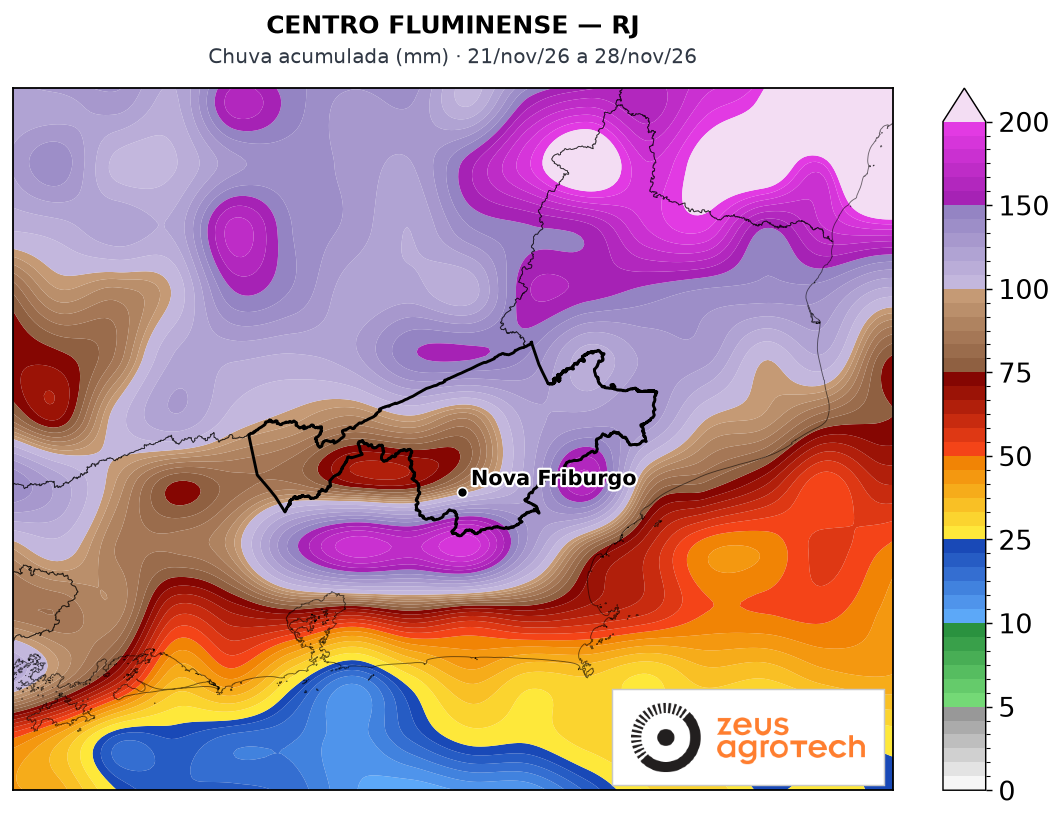 CENTRO FLUMINENSE — RJ
Chuva acumulada (mm) · 21/nov/26 a 28/nov/26
200
150
100
75
50
25
10
5
0
Nova Friburgo
zeus
agrotech